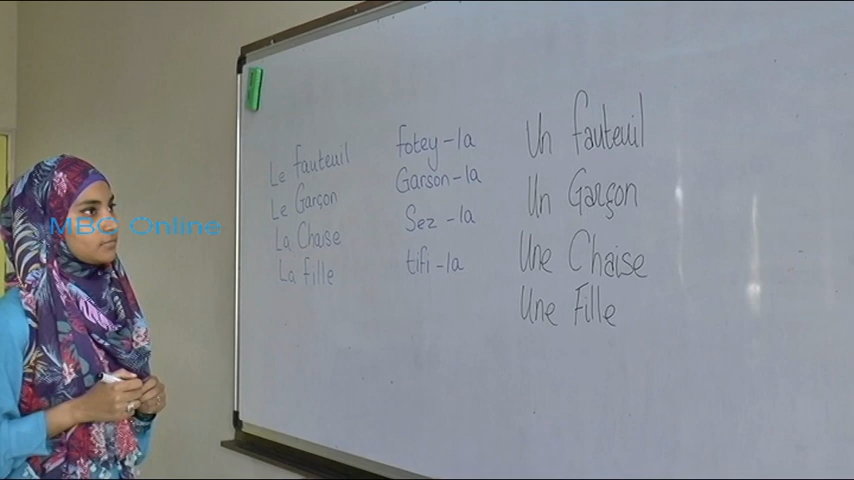 Le fauteuil
Le Garçon
La Chaise
La fille
fotey-la
Garson-la
Sez-la
tifi-la
Un fauteuil
Un Garçon
Une Chaise
Une Fille
MBC Online